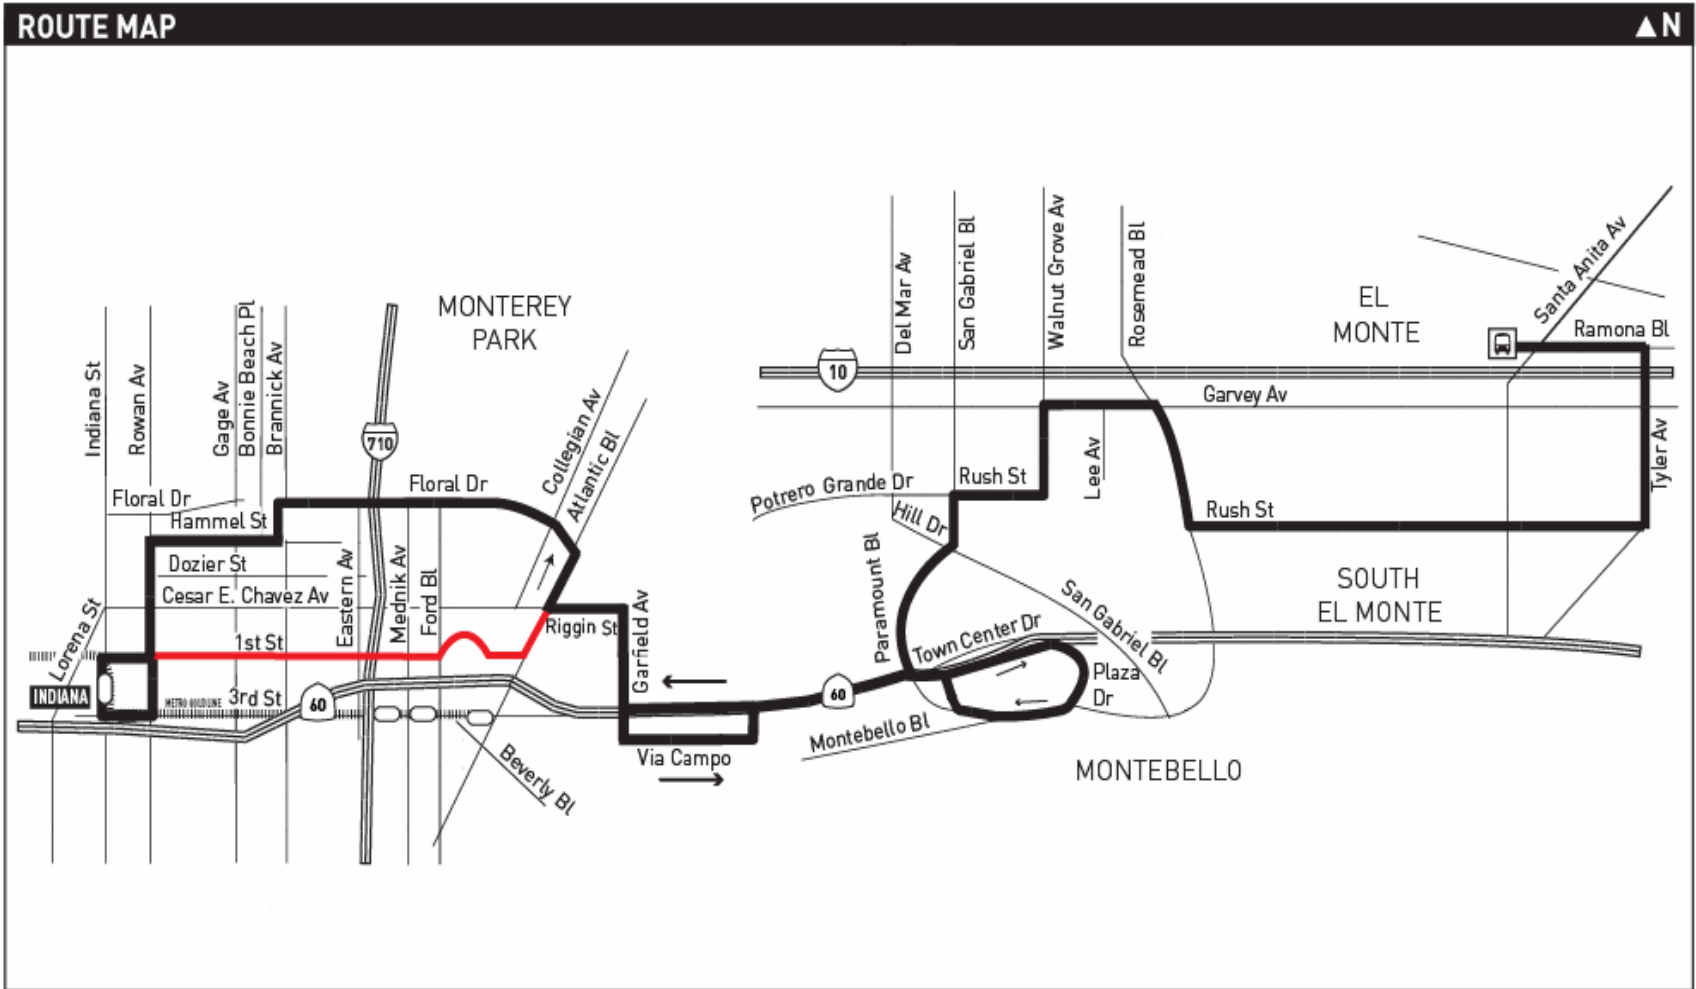 ROUTE MAP
▲N
MONTEREY
PARK
EL
MONTE
SOUTH
EL MONTE
MONTEBELLO
Indiana St
Rowan Av
Gage Av
Bonnie Beach Pl
Brannick Av
710
Collegian Av
Atlantic Bl
Floral Dr
Floral Dr
Hammel St
Dozier St
Cesar E. Chavez Av
Lorena St
1st St
Eastern Av
Mednik Av
Ford Bl
Riggin St
Garfield Av
INDIANA
METRO GOLD LINE
3rd St
60
Beverly Bl
Via Campo
60
Montebello Bl
Paramount Bl
Town Center Dr
Plaza
Dr
San Gabriel Bl
Hill Dr
Potrero Grande Dr
Rush St
Del Mar Av
San Gabriel Bl
Walnut Grove Av
Rosemead Bl
10
Garvey Av
Lee Av
Rush St
Santa Anita Av
Ramona Bl
Tyler Av